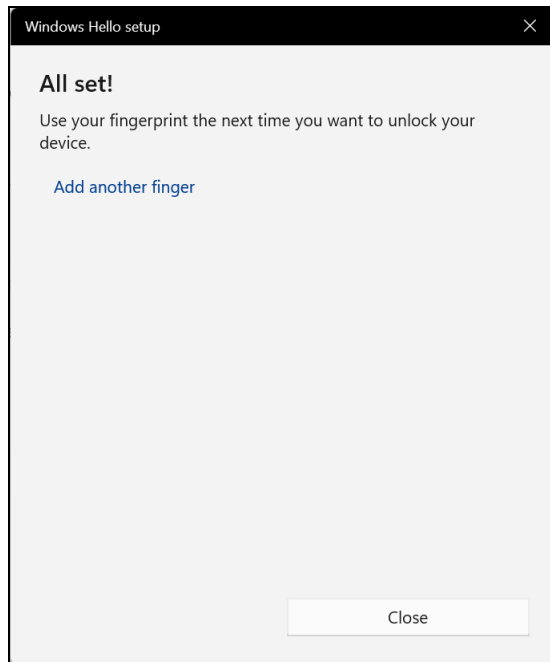 Windows Hello setup
All set!
Use your fingerprint the next time you want to unlock your
device.
Add another finger
Close